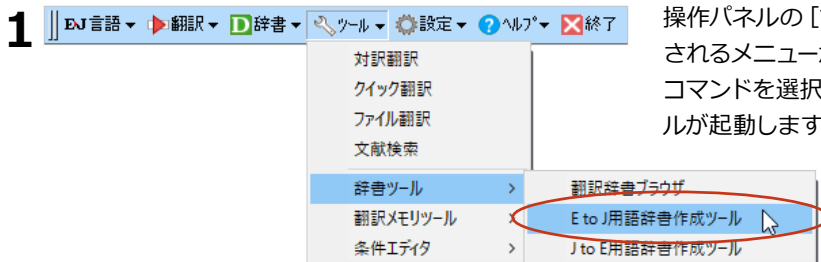 1
EJ 言語 ▼ 翻訳 ▼ D 辞書 ▼ ツール ▼ 設定 ▼ ? ヘルプ ▼ 終了
対訳翻訳
クイック翻訳
ファイル翻訳
文献検索
辞書ツール >
翻訳メモリツール
条件エディタ >
翻訳辞書ブラウザ
E to J用語辞書作成ツール
J to E用語辞書作成ツール
操作パネルの [
されるメニュー
コマンドを選択
ルが起動します